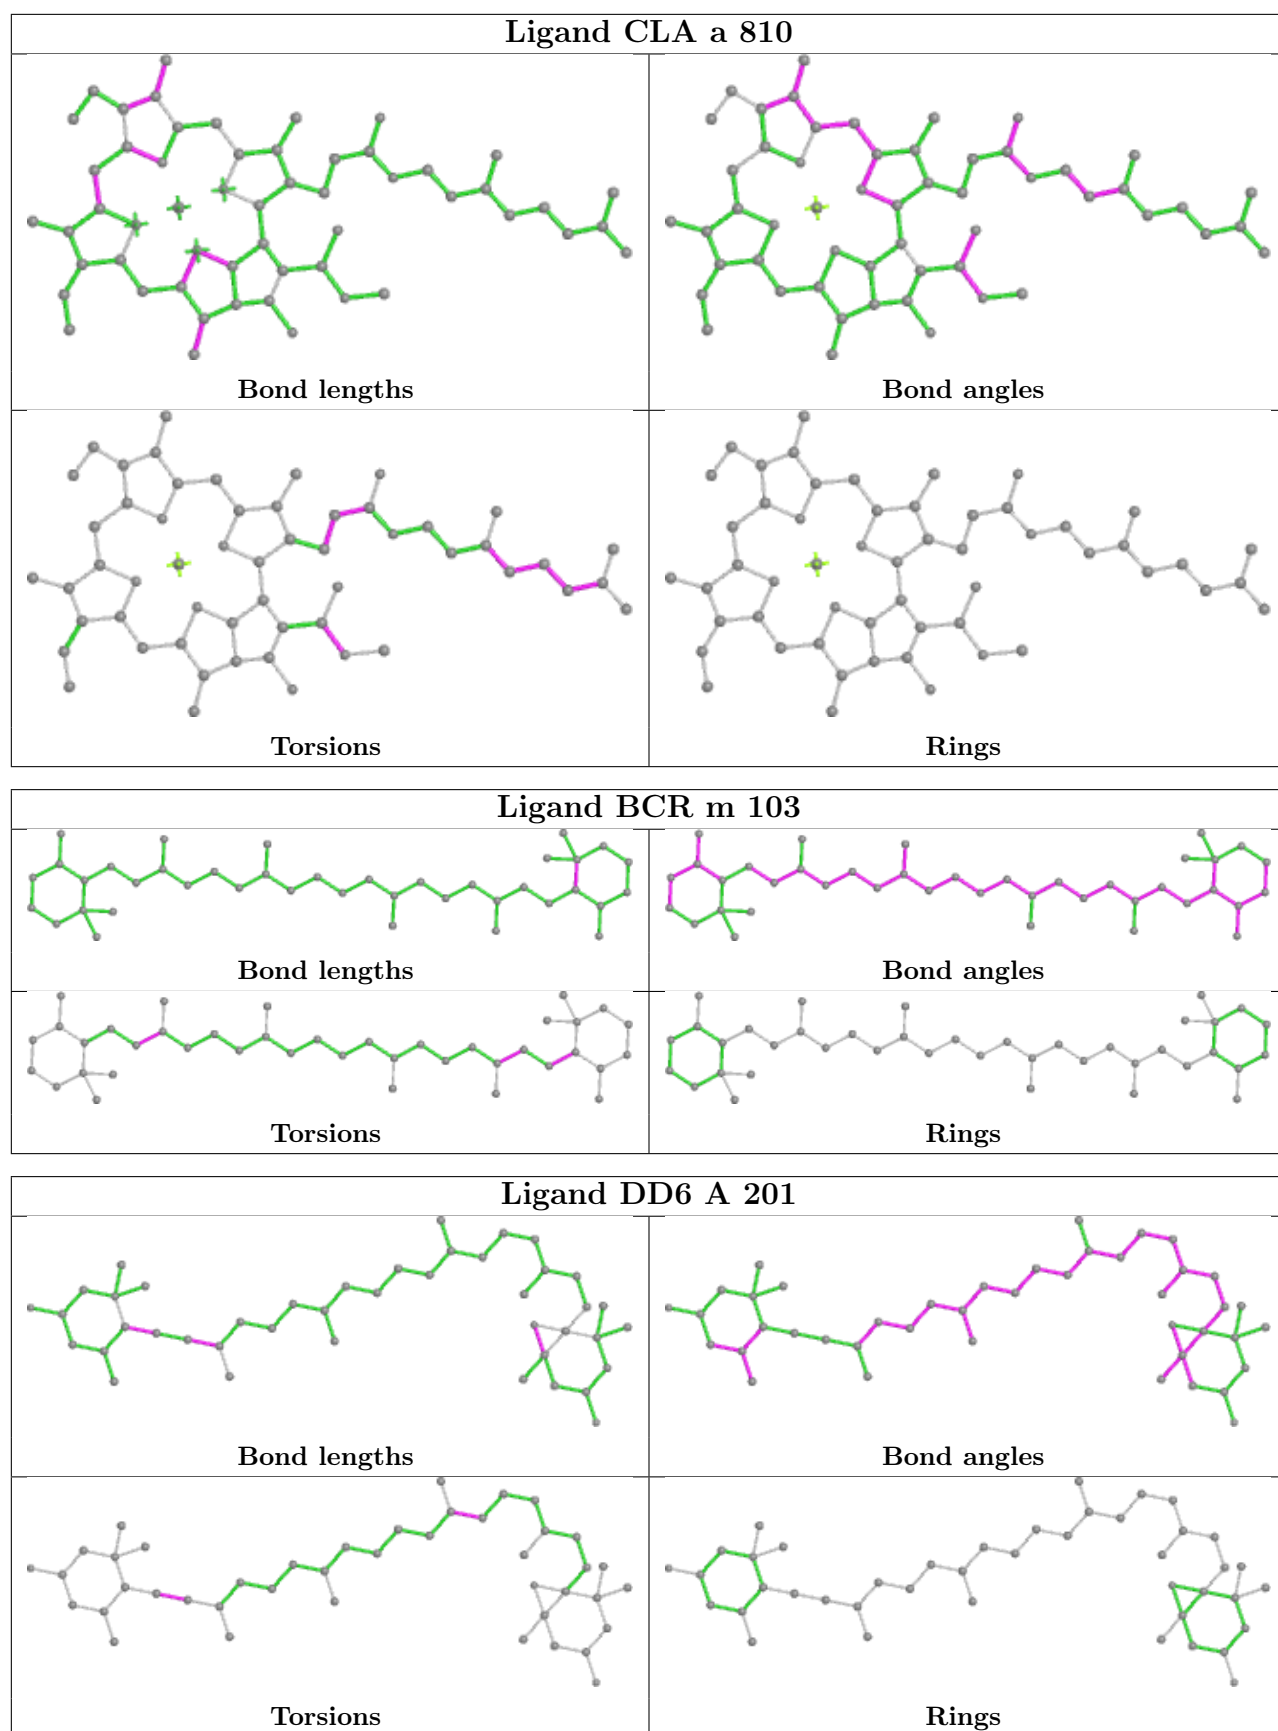 Ligand CLA a 810
Bond lengths
Bond angles
Torsions
Rings
Ligand BCR m 103
Bond lengths
Bond angles
Torsions
Rings
Ligand DD6 A 201
Bond lengths
Bond angles
Torsions
Rings